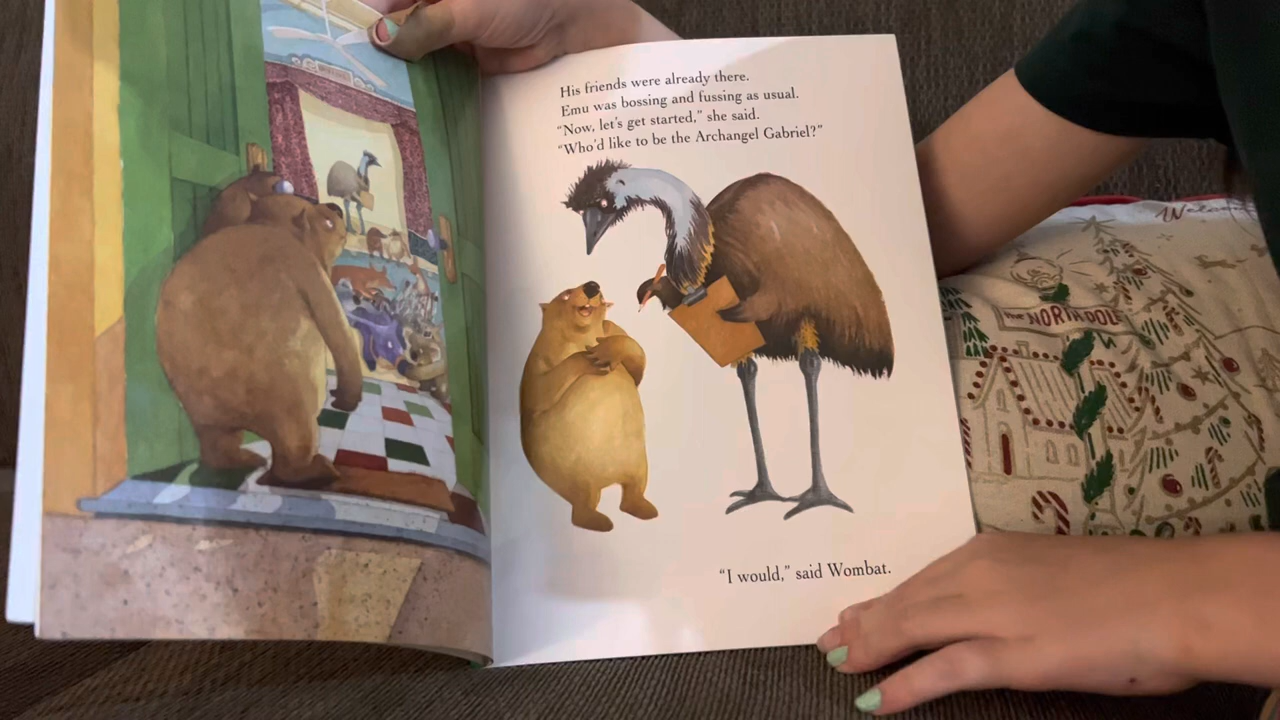 His friends were already there.
Emu was bossing and fussing as usual.
“Now, let’s get started,” she said.
“Who’d like to be the Archangel Gabriel?”
“I would,” said Wombat.
The NORTH POLE